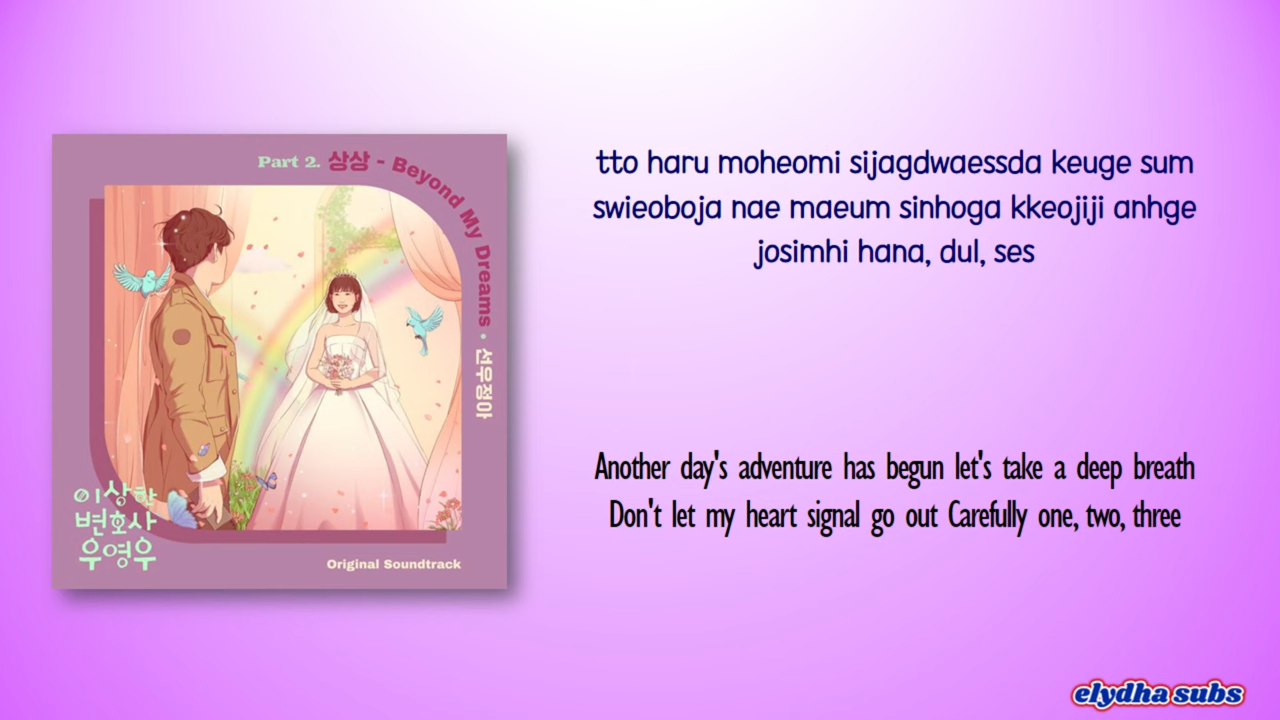 Part 2. 상상 - Beyond My Dreams • 선우정아
이상한
변호사
우영우
Original Soundtrack
tto haru moheomi sijagdwaessda keuge sum
swieoboja nae maeum sinhoga kkeojiji anhge
josimhi hana, dul, ses
Another day's adventure has begun let's take a deep breath
Don't let my heart signal go out Carefully one, two, three
elydha subs